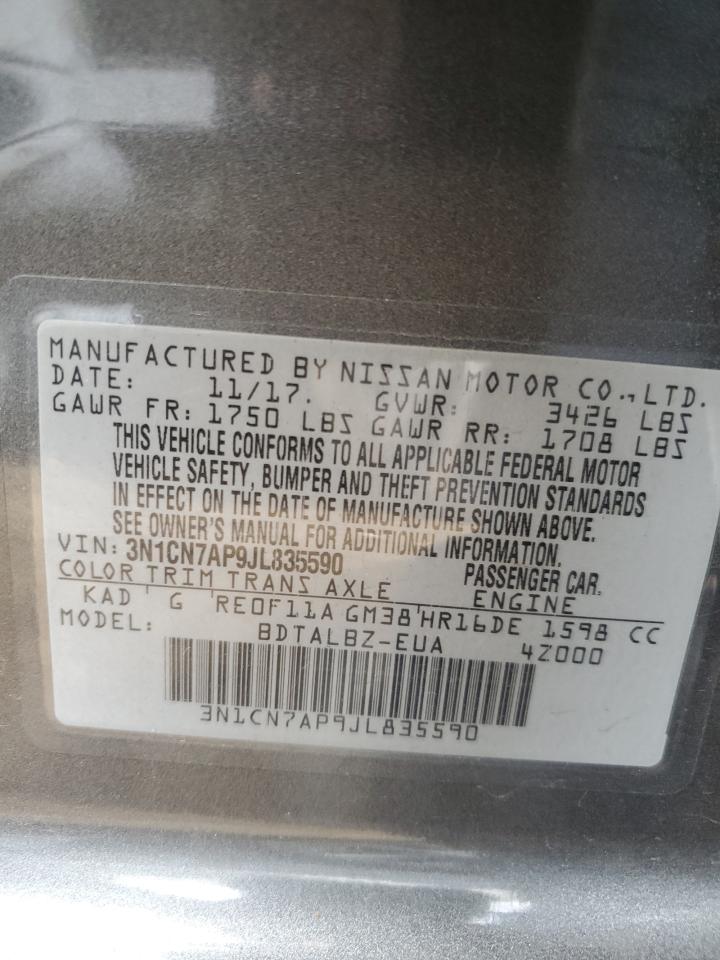 MANUFACTURED BY NISSAN MOTOR CO., LTD.
DATE: 11/17. GVWR: 3426 LBS
GAWR FR: 1750 LBS GAWR RR: 1708 LBS
THIS VEHICLE CONFORMS TO ALL APPLICABLE FEDERAL MOTOR
VEHICLE SAFETY, BUMPER AND THEFT PREVENTION STANDARDS
IN EFFECT ON THE DATE OF MANUFACTURE SHOWN ABOVE.
SEE OWNER'S MANUAL FOR ADDITIONAL INFORMATION.
VIN: 3N1CN7AP9JL835590 PASSENGER CAR.
COLOR TRIM TRANS AXLE ENGINE
KAD G RE0F11A GM38 HR16DE 1598 CC
MODEL: BDTALBZ-EUA 4Z000
3N1CN7AP9JL835590